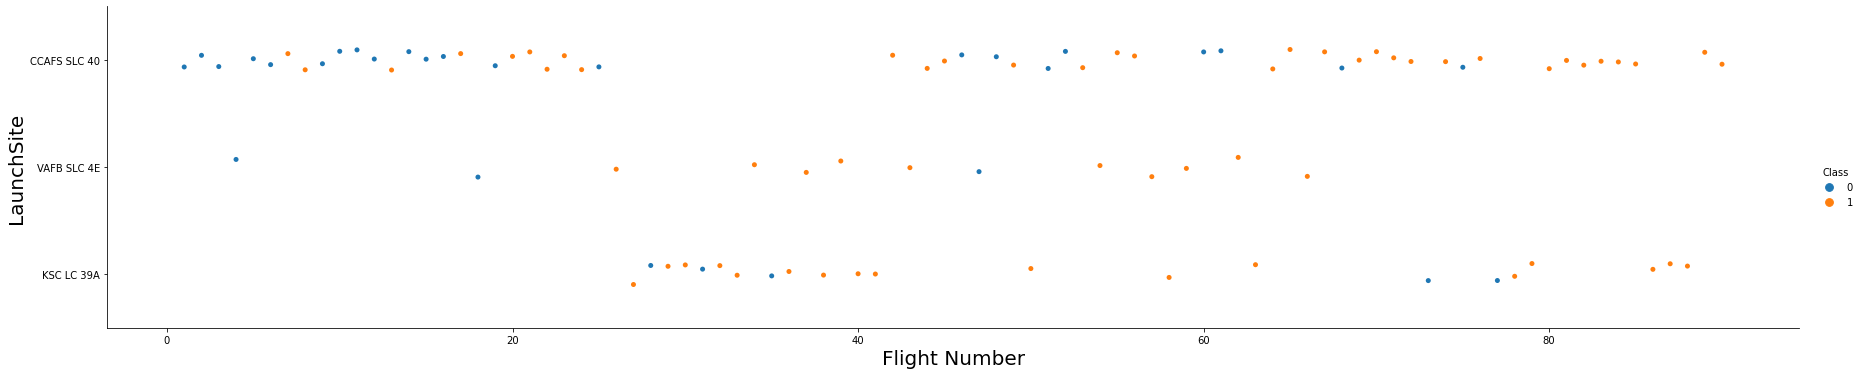 LaunchSite
CCAFS SLC 40
VAFB SLC 4E
KSC LC 39A
0 20 40 60 80
Flight Number
Class
0
1